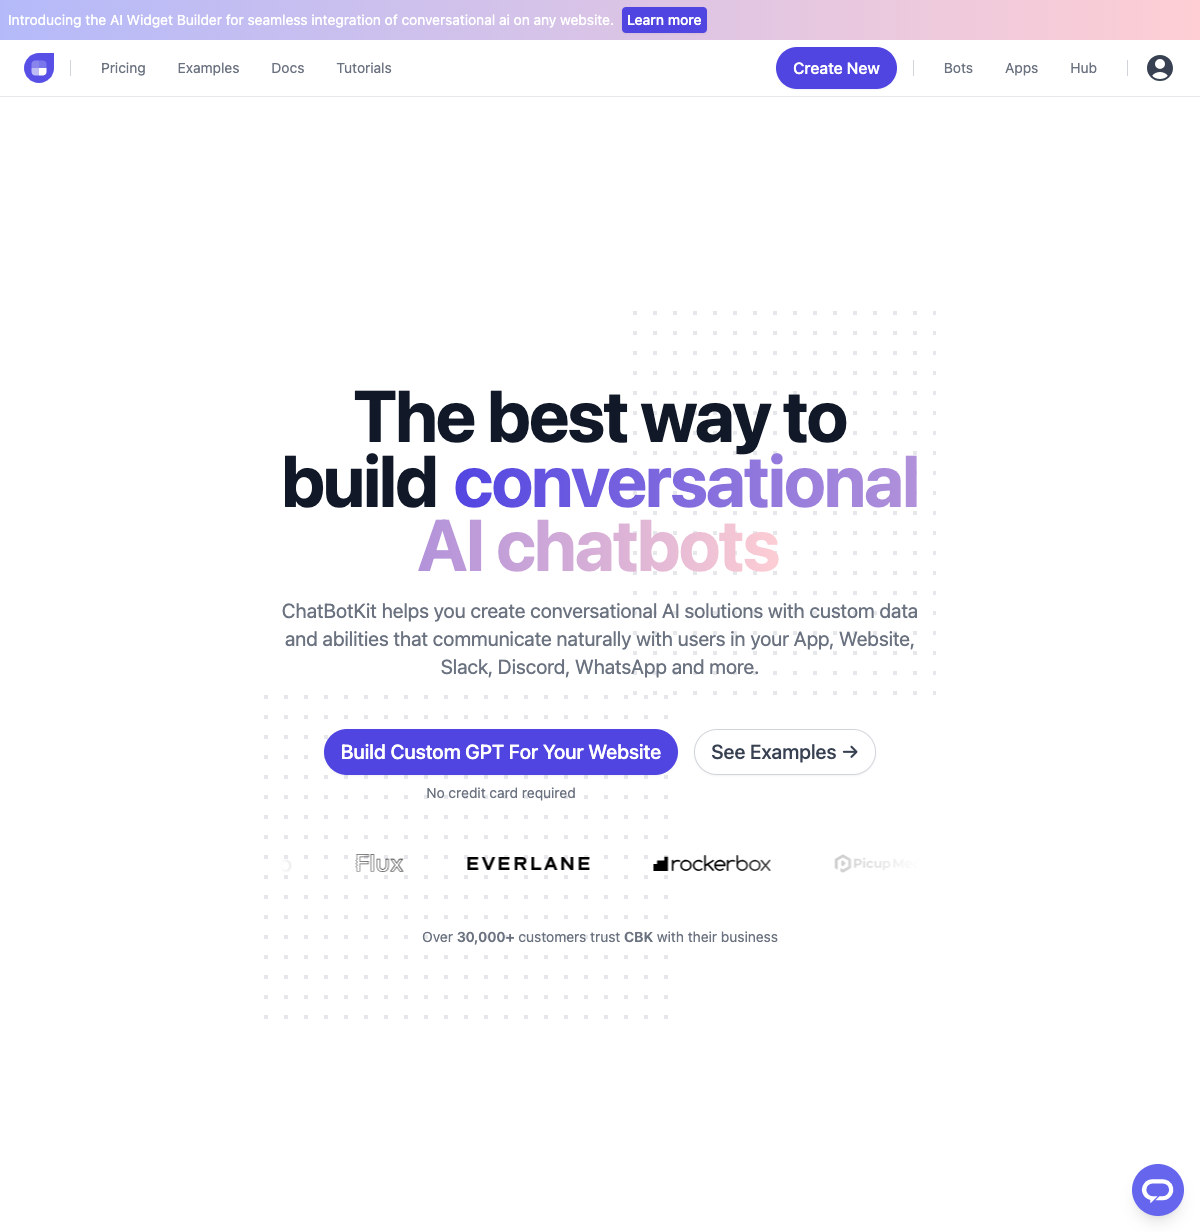 Introducing the AI Widget Builder for seamless integration of conversational ai on any website. Learn more
Pricing Examples Docs Tutorials Create New Bots Apps Hub
The best way to
build conversational
AI chatbots
ChatBotKit helps you create conversational AI solutions with custom data
and abilities that communicate naturally with users in your App, Website,
Slack, Discord, WhatsApp and more.
Build Custom GPT For Your Website See Examples →
No credit card required
Flux EVERLANE rockerbox Picup
Over 30,000+ customers trust CBK with their business